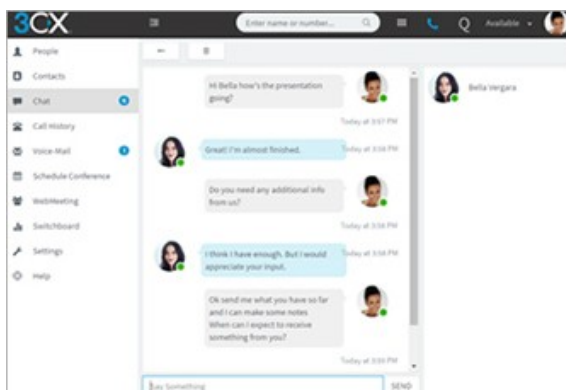 3CX
Enter name or number...
Available
People
Contacts
Chat
Call History
Voice-Mail
Schedule Conference
WebMeeting
Switchboard
Settings
Help
Hi Bella how's the presentation
going?
Today at 3:57 PM
Great! I'm almost finished.
Today at 3:58 PM
Do you need any additional info
from us?
Today at 3:58 PM
I think I have enough. But I would
appreciate your input.
Today at 3:58 PM
Ok send me what you have so far
and I can make some notes
When can I expect to receive
something from you?
Today at 3:59 PM
Say Something
SEND
Bella Vergara